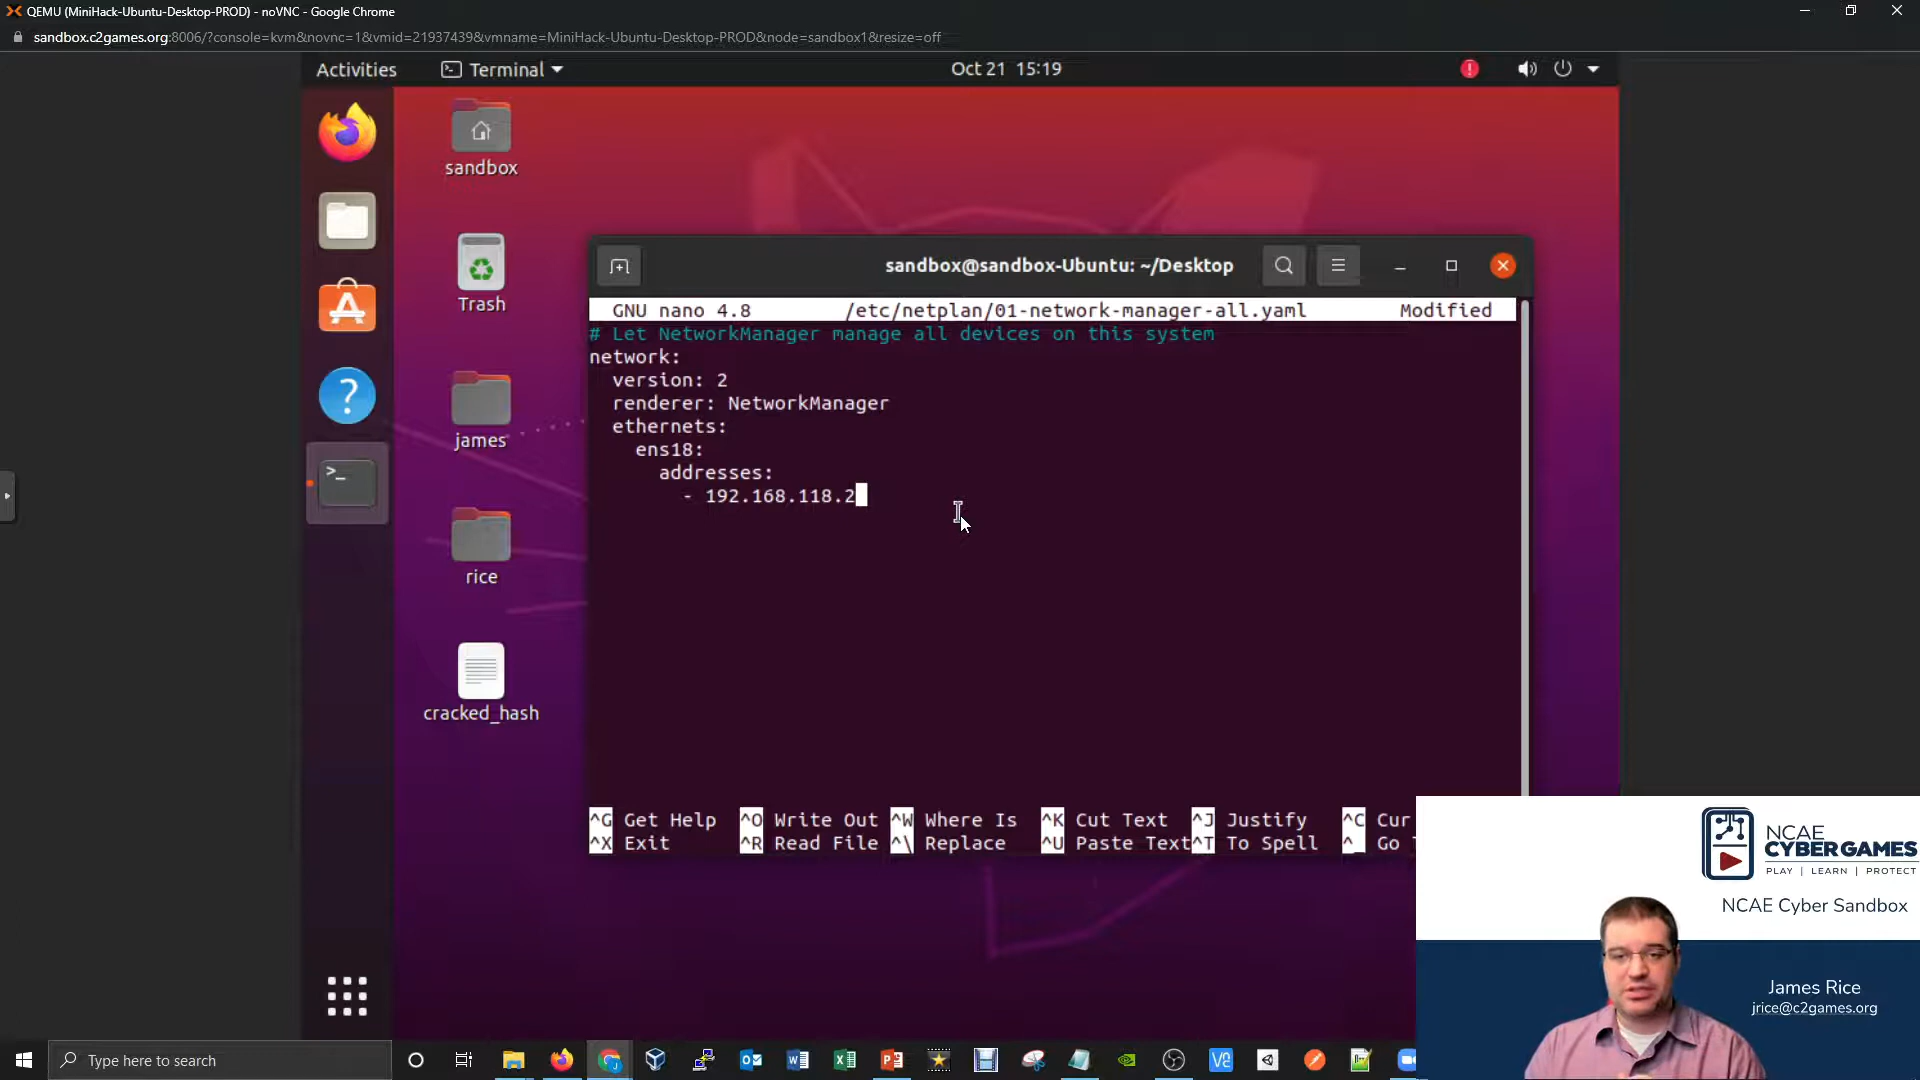 QEMU (MiniHack-Ubuntu-Desktop-PROD) - noVNC - Google Chrome
sandbox.c2games.org:8006/?console=kvm&novnc=1&vmid=21937439&vmname=MiniHack-Ubuntu-Desktop-PROD&node=sandbox1&resize=off
Activities
Terminal
Oct 21 15:19
sandbox
Trash
james
rice
cracked_hash
sandbox@sandbox-Ubuntu: ~/Desktop
GNU nano 4.8 /etc/netplan/01-network-manager-all.yaml Modified
# Let NetworkManager manage all devices on this system
network:
  version: 2
  renderer: NetworkManager
  ethernets:
    ens18:
      addresses:
        - 192.168.118.2
^G Get Help ^O Write Out ^W Where Is ^K Cut Text ^J Justify ^C Cur
^X Exit ^R Read File ^\ Replace ^U Paste Text ^T To Spell ^_ Go
NCAE
CYBERGAMES
PLAY | LEARN | PROTECT
NCAE Cyber Sandbox
James Rice
jrice@c2games.org
Type here to search